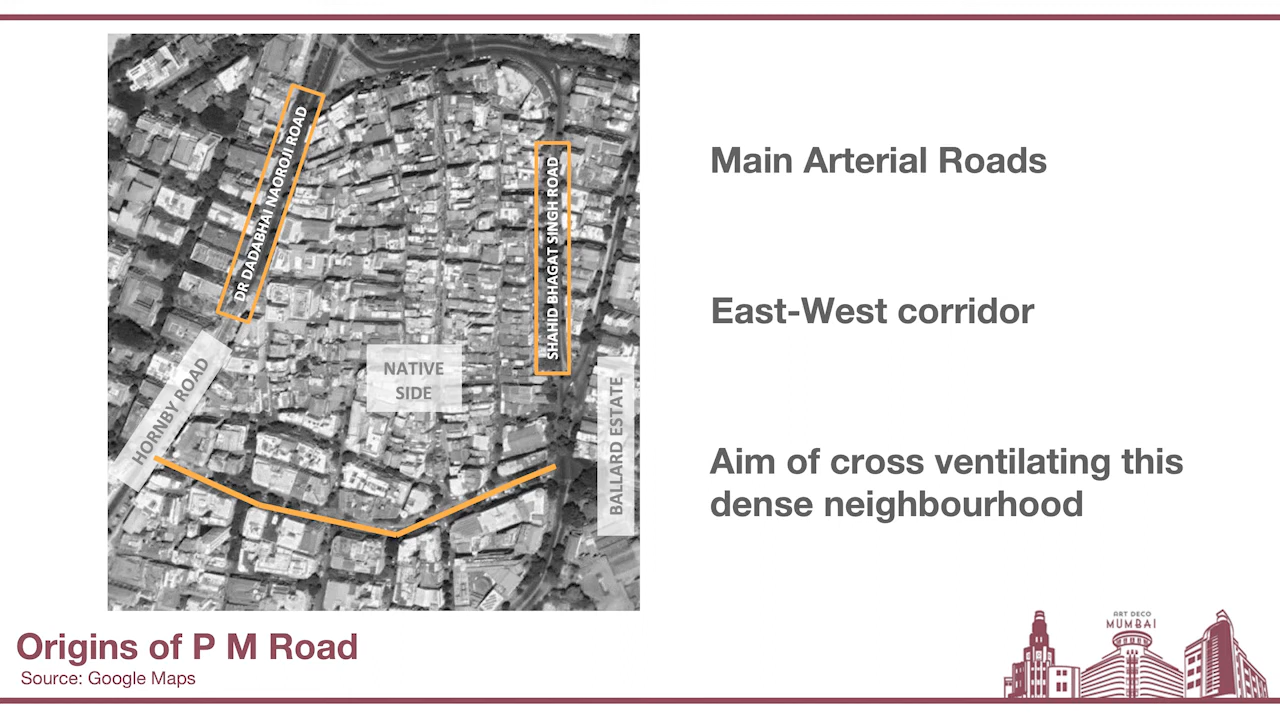 DR DADABHAI NAOROJI ROAD
SHAHID BHAGAT SINGH ROAD
HORNBY ROAD
NATIVE
SIDE
BALLARD ESTATE
Main Arterial Roads
East-West corridor
Aim of cross ventilating this
dense neighbourhood
Origins of P M Road
Source: Google Maps
ART DECO
MUMBAI